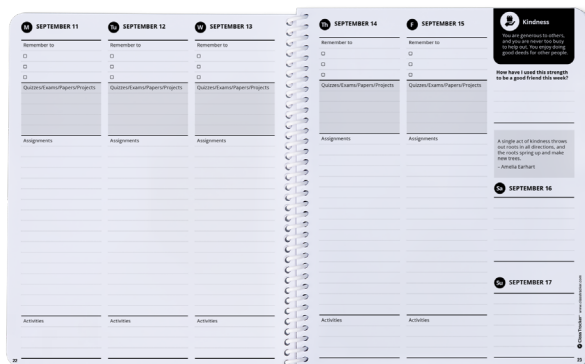 M SEPTEMBER 11
Remember to
Quizzes/Exams/Papers/Projects
Assignments
Activities
22
Tu SEPTEMBER 12
Remember to
Quizzes/Exams/Papers/Projects
Assignments
Activities
W SEPTEMBER 13
Remember to
Quizzes/Exams/Papers/Projects
Assignments
Activities
Th SEPTEMBER 14
Remember to
Quizzes/Exams/Papers/Projects
Assignments
Activities
F SEPTEMBER 15
Remember to
Quizzes/Exams/Papers/Projects
Assignments
Activities
Kindness
You are generous to others,
and you are never too busy
to help out. You enjoy doing
good deeds for other people.
How have I used this strength
to be a good friend this week?
A single act of kindness throws
out roots in all directions, and
the roots spring up and make
new trees.
– Amelia Earhart
Sa SEPTEMBER 16
Su SEPTEMBER 17